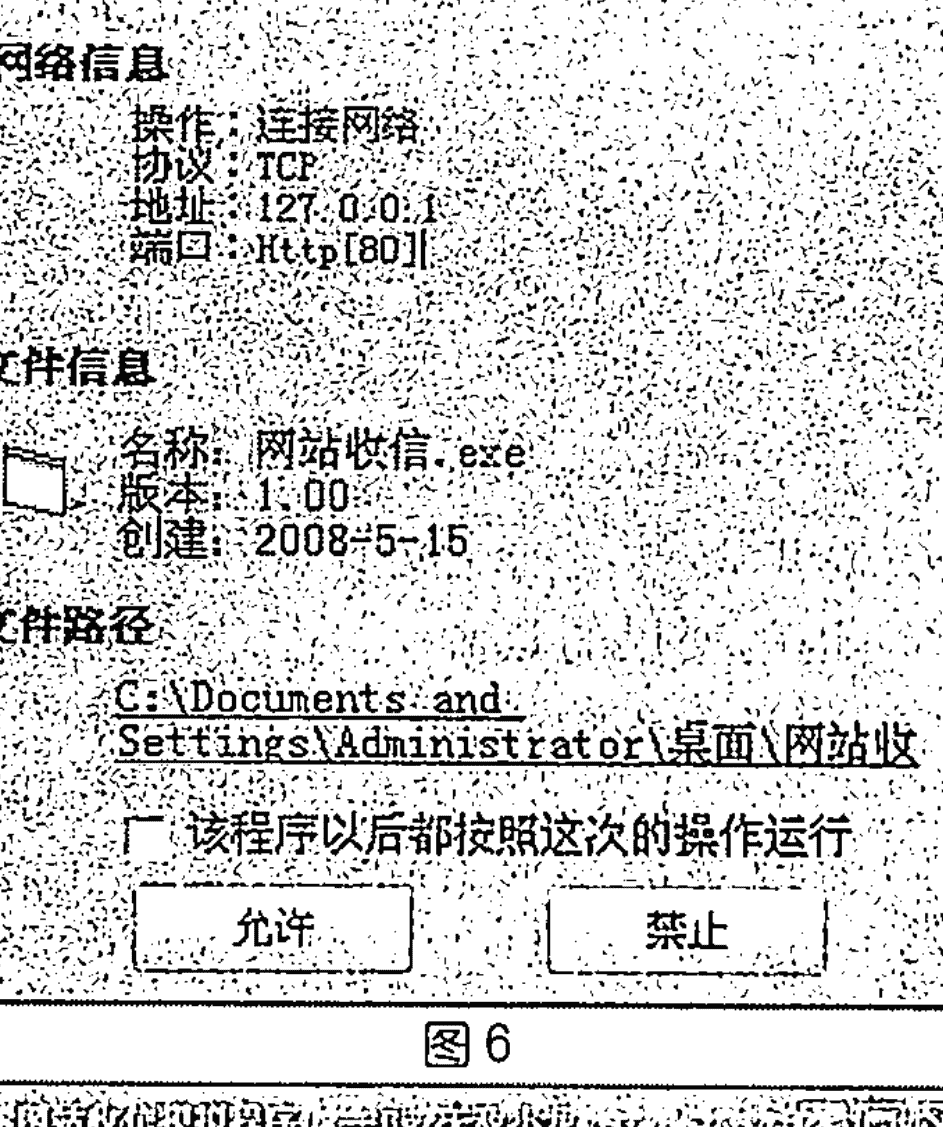 网络信息
操作：连接网络
协议：TCP
地址：127.0.0.1
端口：Http[80]
文件信息
名称：网站收信.exe
版本：1.00
创建：2008-5-15
文件路径
C:\Documents and
Settings\Administrator\桌面\网站收
该程序以后都按照这次的操作运行
允许
禁止
图 6